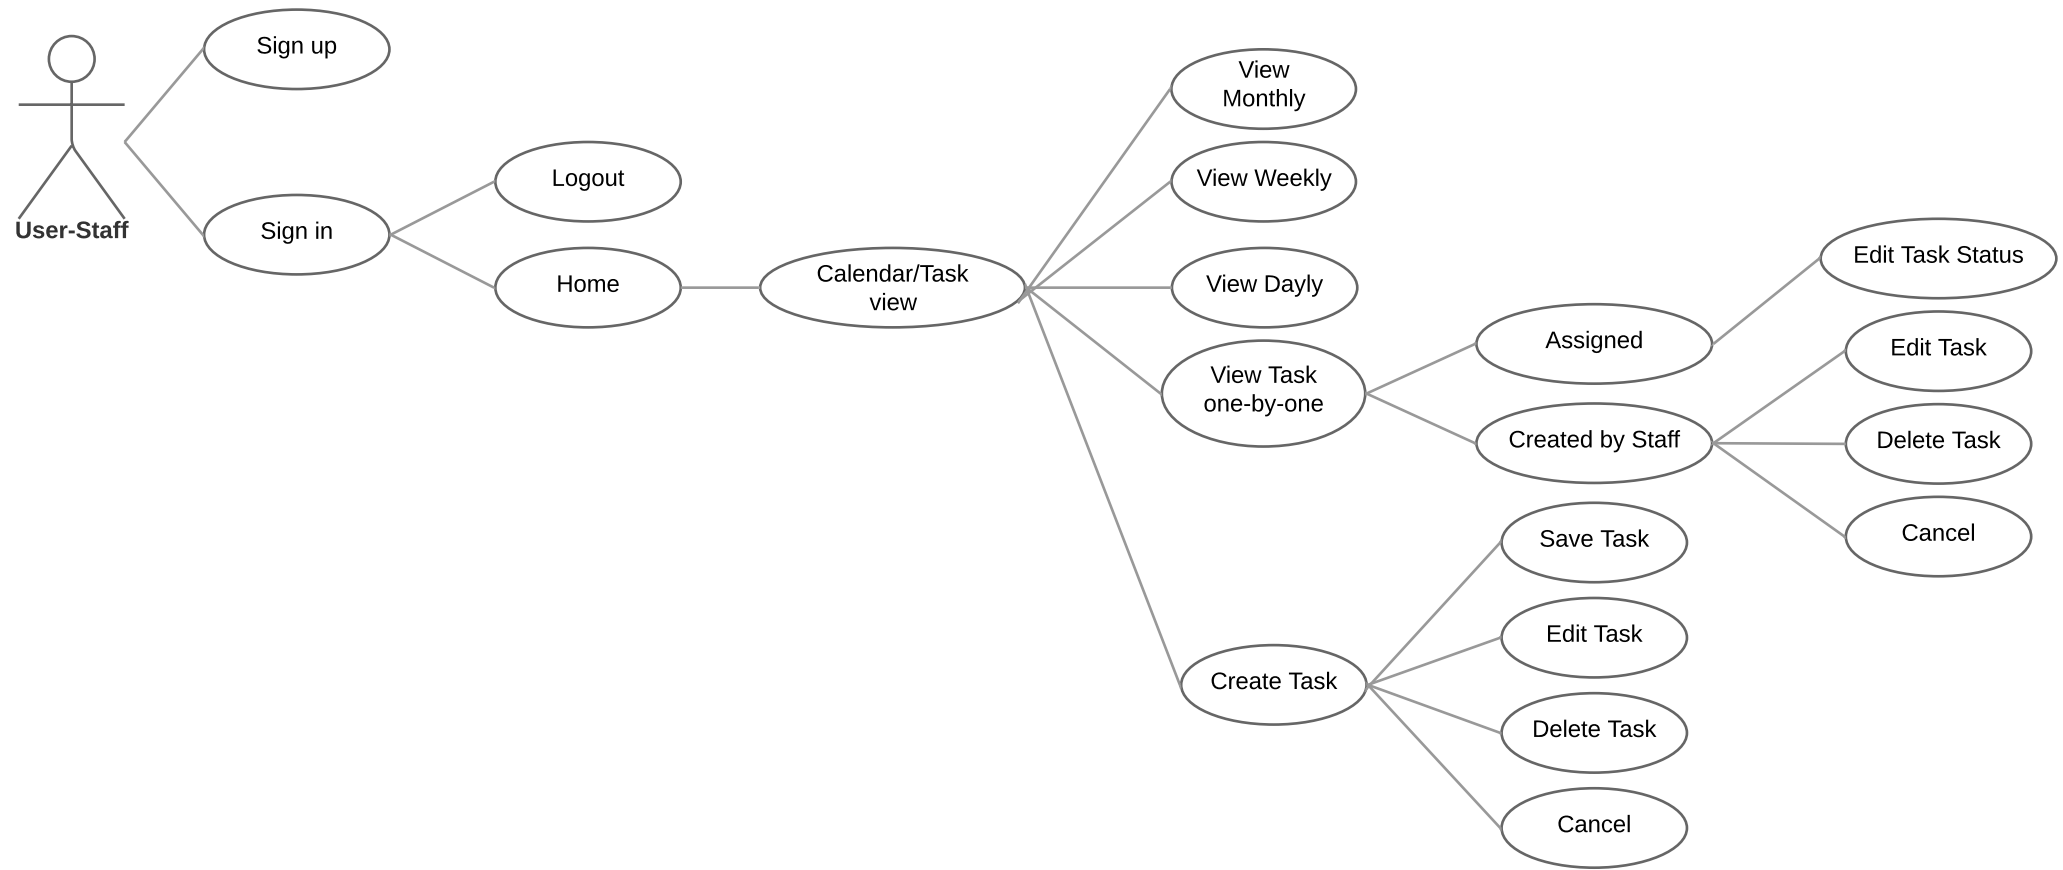 Sign up
User-Staff
Sign in
Logout
Home
Calendar/Task
view
View
Monthly
View Weekly
View Dayly
View Task
one-by-one
Assigned
Created by Staff
Edit Task Status
Edit Task
Delete Task
Cancel
Create Task
Save Task
Edit Task
Delete Task
Cancel